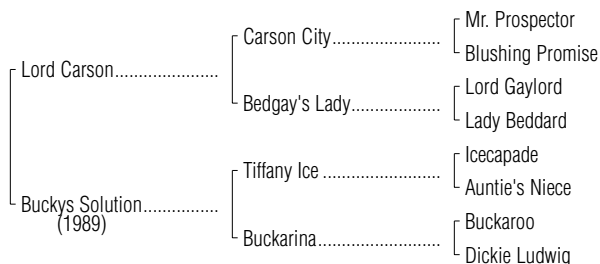 Mr. Prospector
Carson City
Blushing Promise
Lord Carson
Lord Gaylord
Bedgay's Lady
Lady Beddard
Icecapade
Tiffany Ice
Auntie's Niece
Buckys Solution
(1989)
Buckaroo
Buckarina
Dickie Ludwig